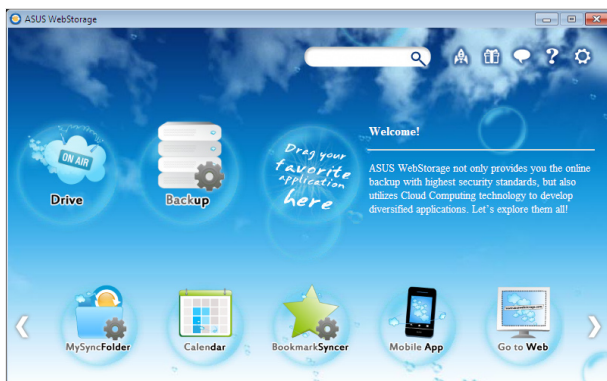 ASUS WebStorage
Welcome!
ON AIR
Drive
Backup
Drag your
favorite
application
here
ASUS WebStorage not only provides you the online
backup with highest security standards, but also
utilizes Cloud Computing technology to develop
diversified applications. Let's explore them all!
MySyncFolder
Calendar
BookmarkSyncer
Mobile App
Go to Web